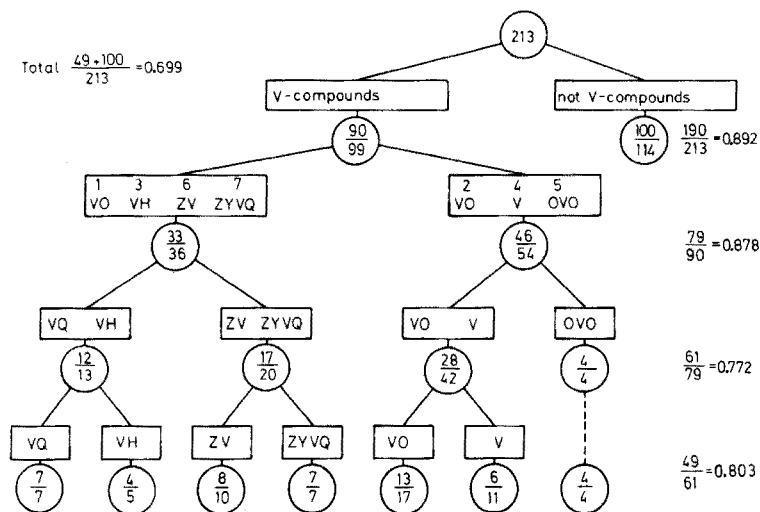 213
Total 49+100 / 213 =0.699
V-compounds
not V-compounds
90/99
100/114
190/213 =0.892
1 3 6 7
VO VH ZV ZYVQ
2 4 5
VO V OVO
33/36
46/54
79/90 =0.878
VQ VH
ZV ZYVQ
VO V
OVO
12/13
17/20
28/42
4/4
61/79 =0.772
VQ
VH
ZV
ZYVQ
VO
V
7/7
4/5
8/10
7/7
13/17
6/11
4/4
49/61 =0.803